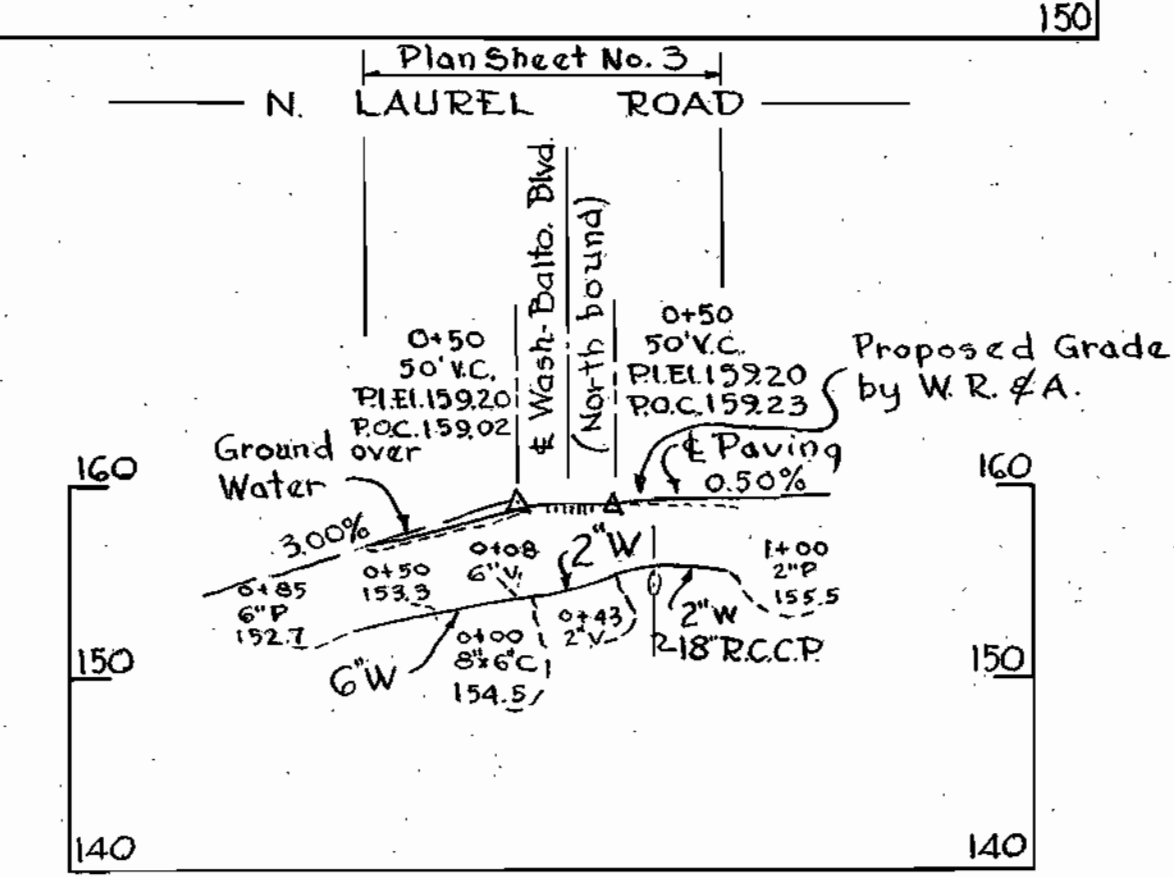 150
Plan Sheet No. 3
N. LAUREL ROAD
℄ Wash-Balto. Blvd.
(North bound)
0+50
50' V.C.
P.I.El.159.20
P.O.C.159.02
0+50
50' V.C.
P.I.El.159.20
P.O.C.159.23
Proposed Grade
by W. R. & A.
Ground over
Water
℄ Paving
0.50%
160
160
3.00%
0+85
6"P
152.7
0+50
153.3
0+08
6"V.
2"W
0+43
2"V
1+00
2"P
155.5
0+00
8"x6"C
154.5
6"W
2"W
2-18"R.C.C.P.
150
150
140
140